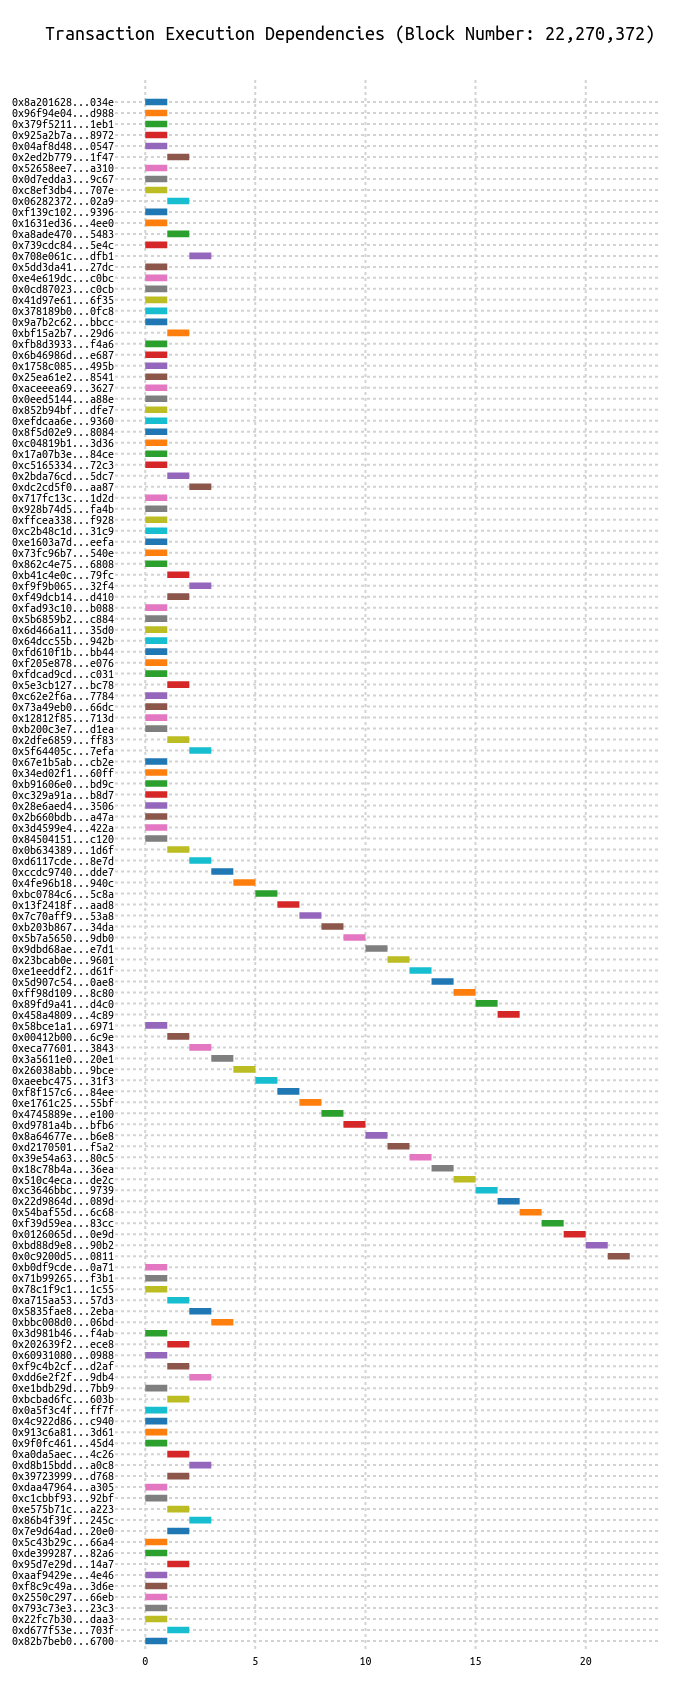 Transaction Execution Dependencies (Block Number: 22,270,372)
0x8a201628...034e
0x96f94e04...d988
0x379f5211...1eb1
0x925a2b7a...8972
0x04af8d48...0547
0x2ed2b779...1f47
0x52658ee7...a310
0x0d7edda3...9c67
0xc8ef3db4...707e
0x06282372...02a9
0xf139c102...9396
0x1631ed36...4ee0
0xa8ade470...5483
0x739cdc84...5e4c
0x708e061c...dfb1
0x5dd3da41...27dc
0xe4e619dc...c0bc
0x0cd87023...c0cb
0x41d97e61...6f35
0x378189b0...0fc8
0x9a7b2c62...bbcc
0xbf15a2b7...29d6
0xfb8d3933...f4a6
0x6b46986d...e687
0x1758c085...495b
0x25ea61e2...8541
0xaceeea69...3627
0x0eed5144...a88e
0x852b94bf...dfe7
0xefdcaa6e...9360
0x8f5d02e9...8084
0xc04819b1...3d36
0x17a07b3e...84ce
0xc5165334...72c3
0x2bda76cd...5dc7
0xdc2cd5f0...aa87
0x717fc13c...1d2d
0x928b74d5...fa4b
0xffcea338...f928
0xc2b48c1d...31c9
0xe1603a7d...eefa
0x73fc96b7...540e
0x862c4e75...6808
0xb41c4e0c...79fc
0xf9f9b065...32f4
0xf49dcb14...d410
0xfad93c10...b088
0x5b6859b2...c884
0x6d466a11...35d0
0x64dcc55b...942b
0xfd610f1b...bb44
0xf205e878...e076
0xfdcad9cd...c031
0x5e3cb127...bc78
0xc62e2f6a...7784
0x73a49eb0...66dc
0x12812f85...713d
0xb200c3e7...d1ea
0x2dfe6859...ff83
0x5f64405c...7efa
0x67e1b5ab...cb2e
0x34ed02f1...60ff
0xb91606e0...bd9c
0xc329a91a...b8d7
0x28e6aed4...3506
0x2b660bdb...a47a
0x3d4599e4...422a
0x84504151...c120
0x0b634389...1d6f
0xd6117cde...8e7d
0xccdc9740...dde7
0x4fe96b18...940c
0xbc0784c6...5c8a
0x13f2418f...aad8
0x7c70aff9...53a8
0xb203b867...34da
0x5b7a5650...9db0
0x9dbd68ae...e7d1
0x23bcab0e...9601
0xe1eeddf2...d61f
0x5d907c54...0ae8
0xff98d109...8c80
0x89fd9a41...d4c0
0x458a4809...4c89
0x58bce1a1...6971
0x00412b00...6c9e
0xeca77601...3843
0x3a5611e0...20e1
0x26038abb...9bce
0xaeebc475...31f3
0xf8f157c6...84ee
0xe1761c25...55bf
0x4745889e...e100
0xd9781a4b...bfb6
0x8a64677e...b6e8
0xd2170501...f5a2
0x39e54a63...80c5
0x18c78b4a...36ea
0x510c4eca...de2c
0xc3646bbc...9739
0x22d9864d...089d
0x54baf55d...6c68
0xf39d59ea...83cc
0x0126065d...0e9d
0xbd88d9e8...90b2
0x0c9200d5...0811
0xb0df9cde...0a71
0x71b99265...f3b1
0x78c1f9c1...1c55
0xa715aa53...57d3
0x5835fae8...2eba
0xbbc008d0...06bd
0x3d981b46...f4ab
0x202639f2...ece8
0x60931080...0988
0xf9c4b2cf...d2af
0xdd6e2f2f...9db4
0xe1bdb29d...7bb9
0xbcbad6fc...603b
0x0a5f3c4f...ff7f
0x4c922d86...c940
0x913c6a81...3d61
0x9f0fc461...45d4
0xa0da5aec...4c26
0xd8b15bdd...a0c8
0x39723999...d768
0xdaa47964...a305
0xc1cbbf93...92bf
0xe575b71c...a223
0x86b4f39f...245c
0x7e9d64ad...20e0
0x5c43b29c...66a4
0xde399287...82a6
0x95d7e29d...14a7
0xaaf9429e...4e46
0xf8c9c49a...3d6e
0x2550c297...66eb
0x793c73e3...23c3
0x22fc7b30...daa3
0xd677f53e...703f
0x82b7beb0...6700
0 5 10 15 20